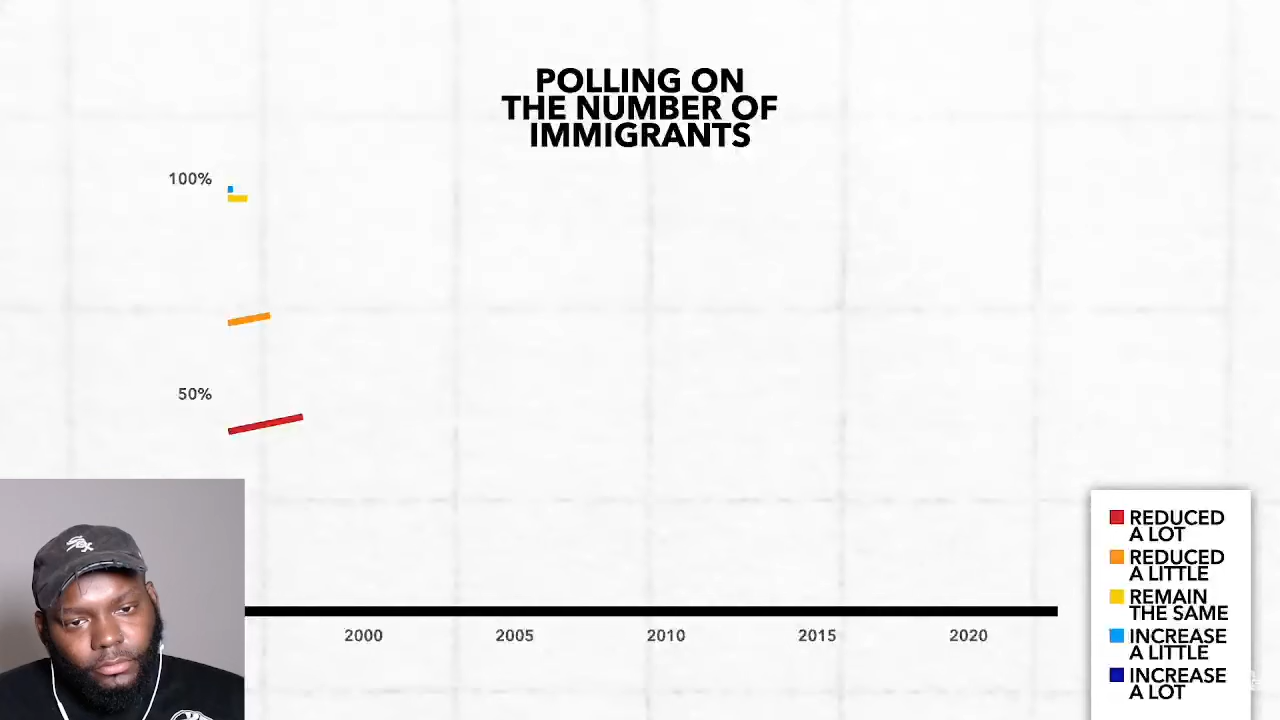 POLLING ON
THE NUMBER OF
IMMIGRANTS
100%
50%
2000
2005
2010
2015
2020
REDUCED
A LOT
REDUCED
A LITTLE
REMAIN
THE SAME
INCREASE
A LITTLE
INCREASE
A LOT
Sox